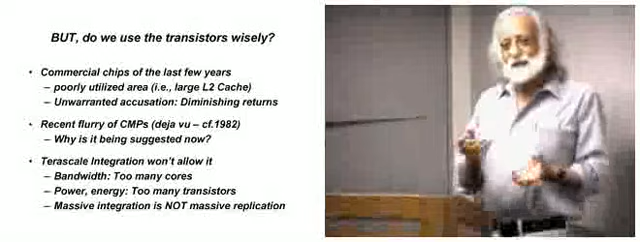 BUT, do we use the transistors wisely?
• Commercial chips of the last few years
– poorly utilized area (i.e., large L2 Cache)
– Unwarranted accusation: Diminishing returns
• Recent flurry of CMPs (deja vu – cf.1982)
– Why is it being suggested now?
• Terascale Integration won't allow it
– Bandwidth: Too many cores
– Power, energy: Too many transistors
– Massive integration is NOT massive replication